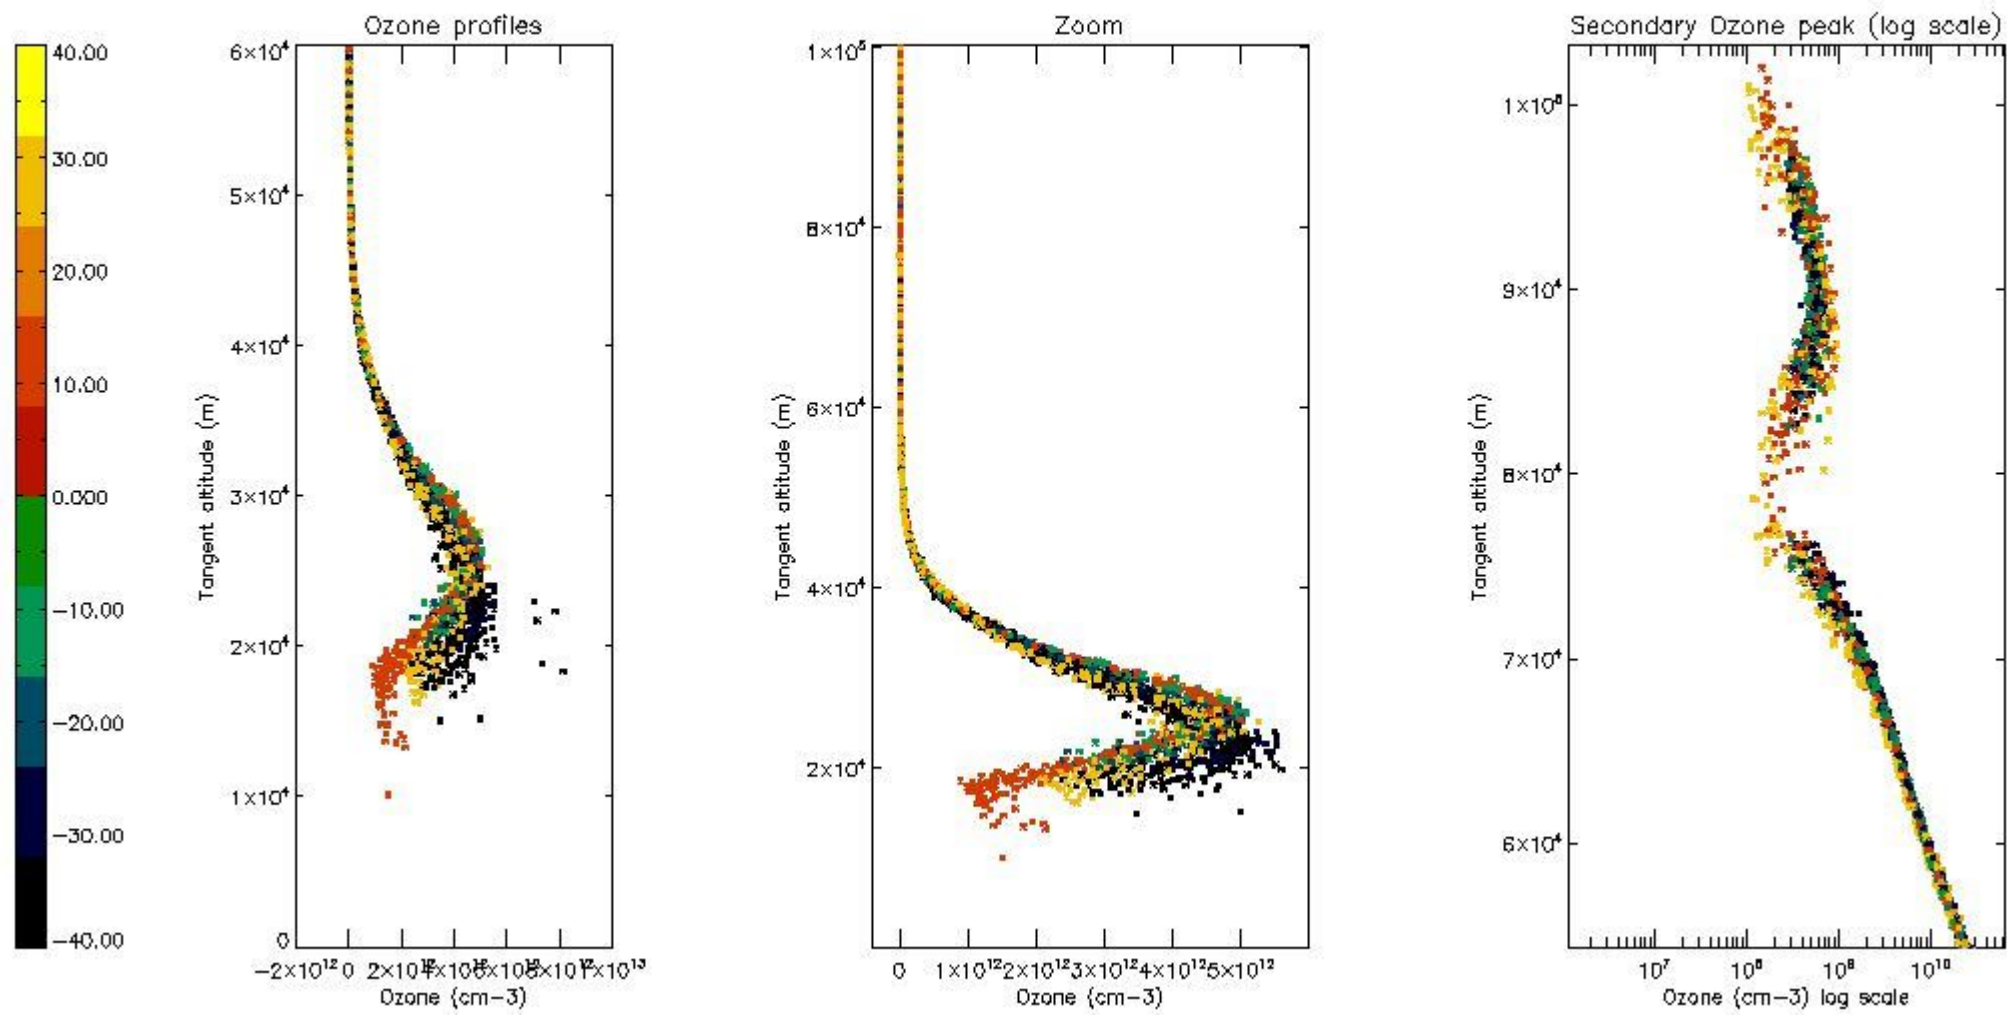 Ozone profiles
Zoom
Secondary Ozone peak (log scale)
40.00
30.00
20.00
10.00
-10.00
-20.00
-30.00
-40.00
6×10⁴
5×10⁴
4×10⁴
3×10⁴
2×10⁴
1×10⁴
0
Tangent altitude (m)
-2×10¹² 0 2×10¹²
Ozone (cm-3)
1×10⁵
8×10⁴
6×10⁴
4×10⁴
2×10⁴
Tangent altitude (m)
0 1×10¹² 2×10¹² 3×10¹² 4×10¹² 5×10¹²
Ozone (cm-3)
1×10⁵
9×10⁴
8×10⁴
7×10⁴
6×10⁴
Tangent altitude (m)
10⁷ 10⁸ 10⁹ 10¹⁰
Ozone (cm-3) log scale